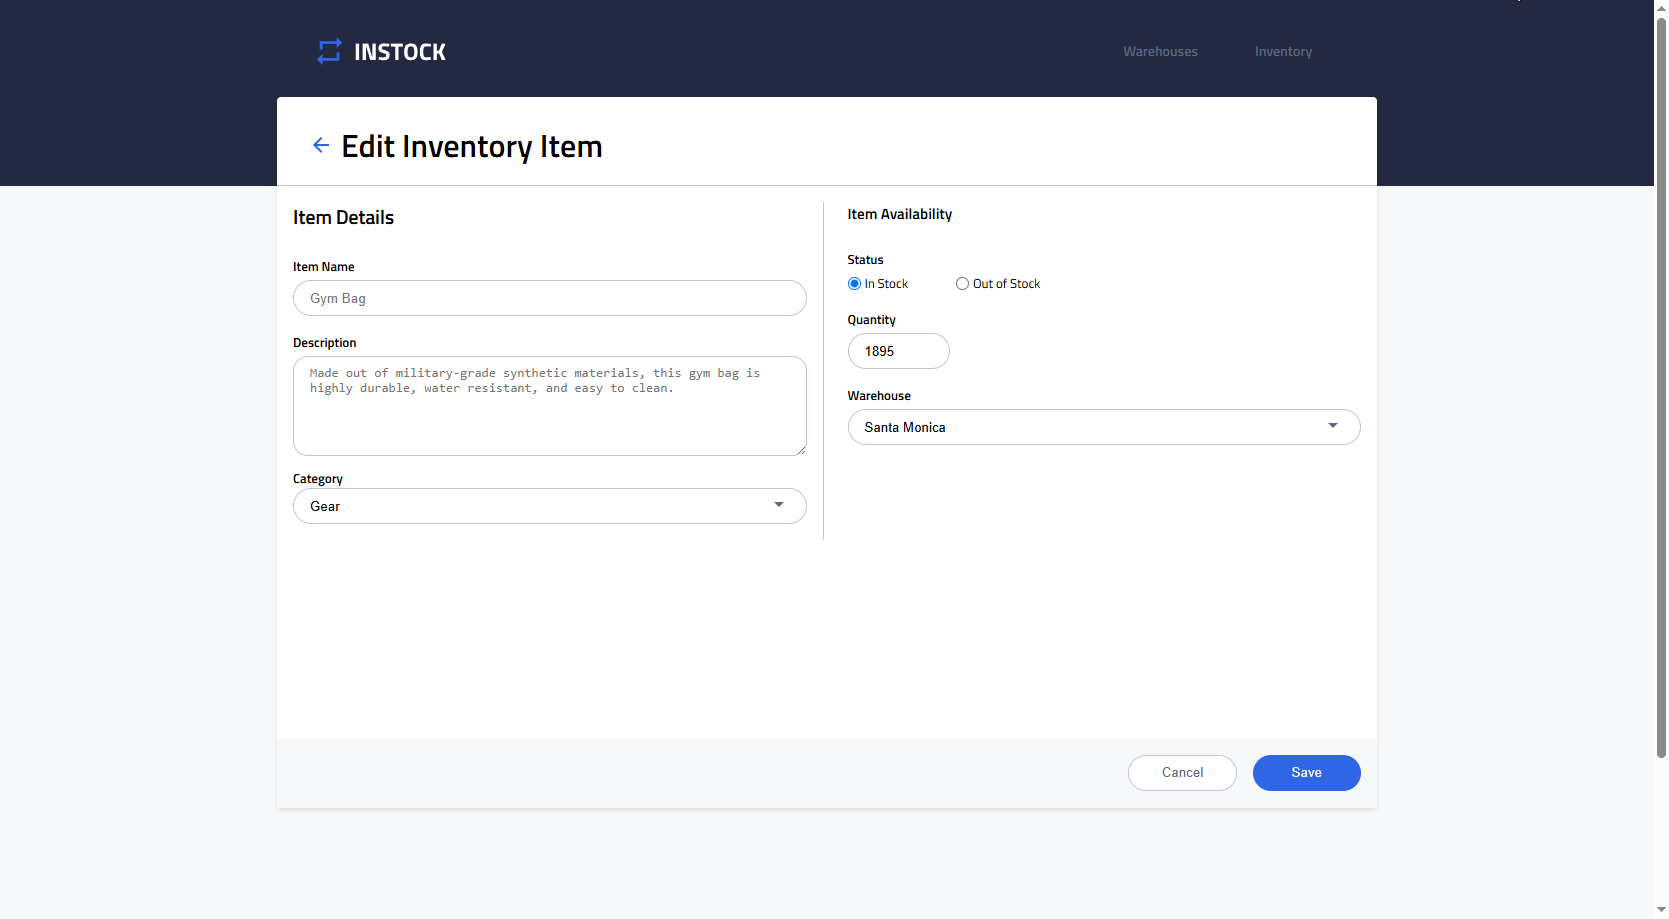 INSTOCK
Warehouses
Inventory
Edit Inventory Item
Item Details
Item Name
Gym Bag
Description
Made out of military-grade synthetic materials, this gym bag is
highly durable, water resistant, and easy to clean.
Category
Gear
Item Availability
Status
In Stock
Out of Stock
Quantity
1895
Warehouse
Santa Monica
Cancel
Save